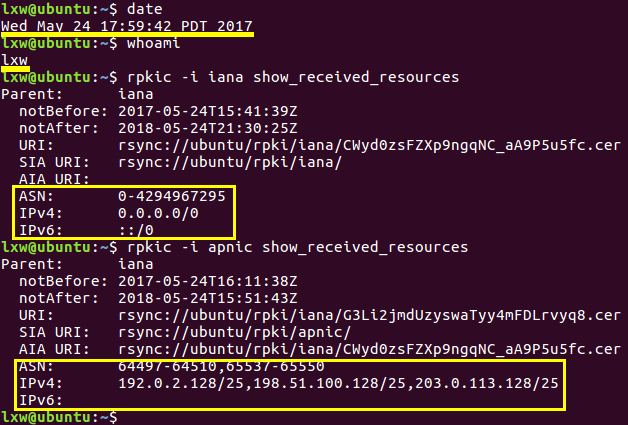 lxw@ubuntu:~$ date
Wed May 24 17:59:42 PDT 2017
lxw@ubuntu:~$ whoami
lxw
lxw@ubuntu:~$ rpkic -i iana show_received_resources
Parent:      iana
  notBefore: 2017-05-24T15:41:39Z
  notAfter:  2018-05-24T21:30:25Z
  URI:       rsync://ubuntu/rpki/iana/CWyd0zsFZXp9ngqNC_aA9P5u5fc.cer
  SIA URI:   rsync://ubuntu/rpki/iana/
  AIA URI:
  ASN:       0-4294967295
  IPv4:      0.0.0.0/0
  IPv6:      ::/0
lxw@ubuntu:~$ rpkic -i apnic show_received_resources
Parent:      iana
  notBefore: 2017-05-24T16:11:38Z
  notAfter:  2018-05-24T15:51:43Z
  URI:       rsync://ubuntu/rpki/iana/G3Li2jmdUzyswaTyy4mFDLrvyq8.cer
  SIA URI:   rsync://ubuntu/rpki/apnic/
  AIA URI:   rsync://ubuntu/rpki/iana/CWyd0zsFZXp9ngqNC_aA9P5u5fc.cer
  ASN:       64497-64510,65537-65550
  IPv4:      192.0.2.128/25,198.51.100.128/25,203.0.113.128/25
  IPv6:
lxw@ubuntu:~$